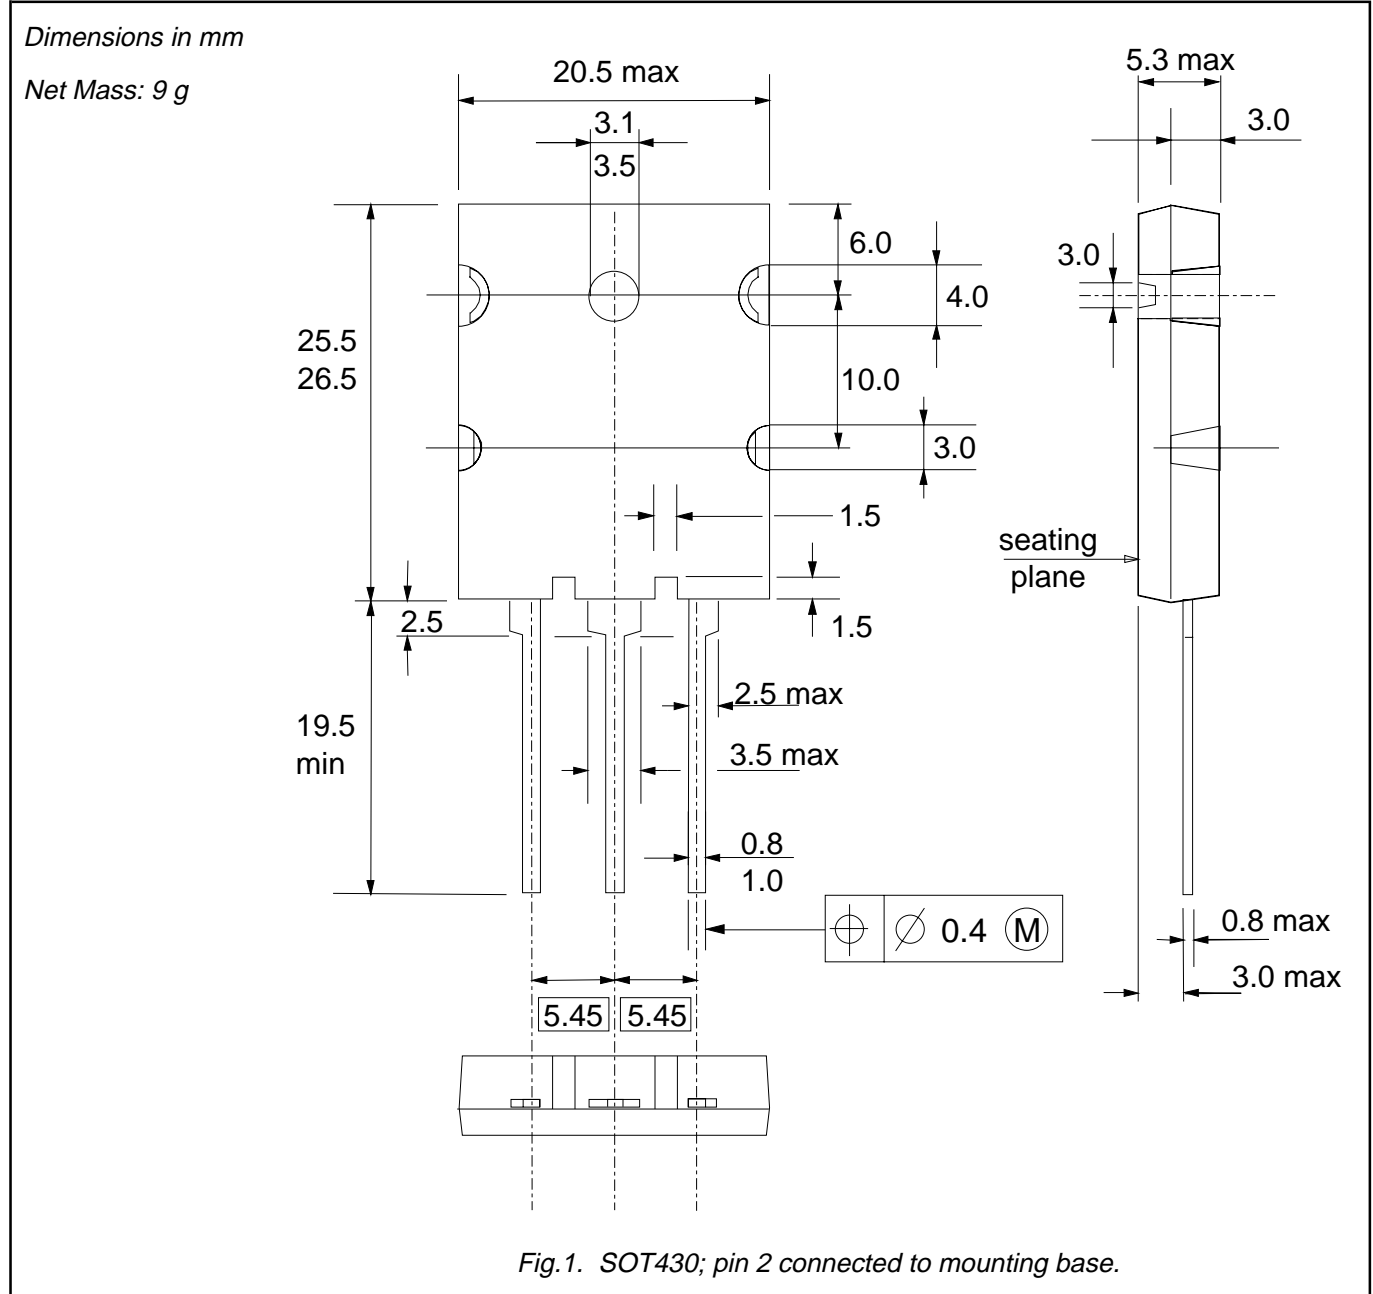 Dimensions in mm
Net Mass: 9 g
20.5 max
5.3 max
3.1
3.5
3.0
6.0
3.0
4.0
25.5
26.5
10.0
3.0
1.5
seating
plane
2.5
1.5
2.5 max
19.5
min
3.5 max
0.8
1.0
⌖ ⌀ 0.4 Ⓜ
0.8 max
3.0 max
5.45 5.45
Fig.1. SOT430; pin 2 connected to mounting base.